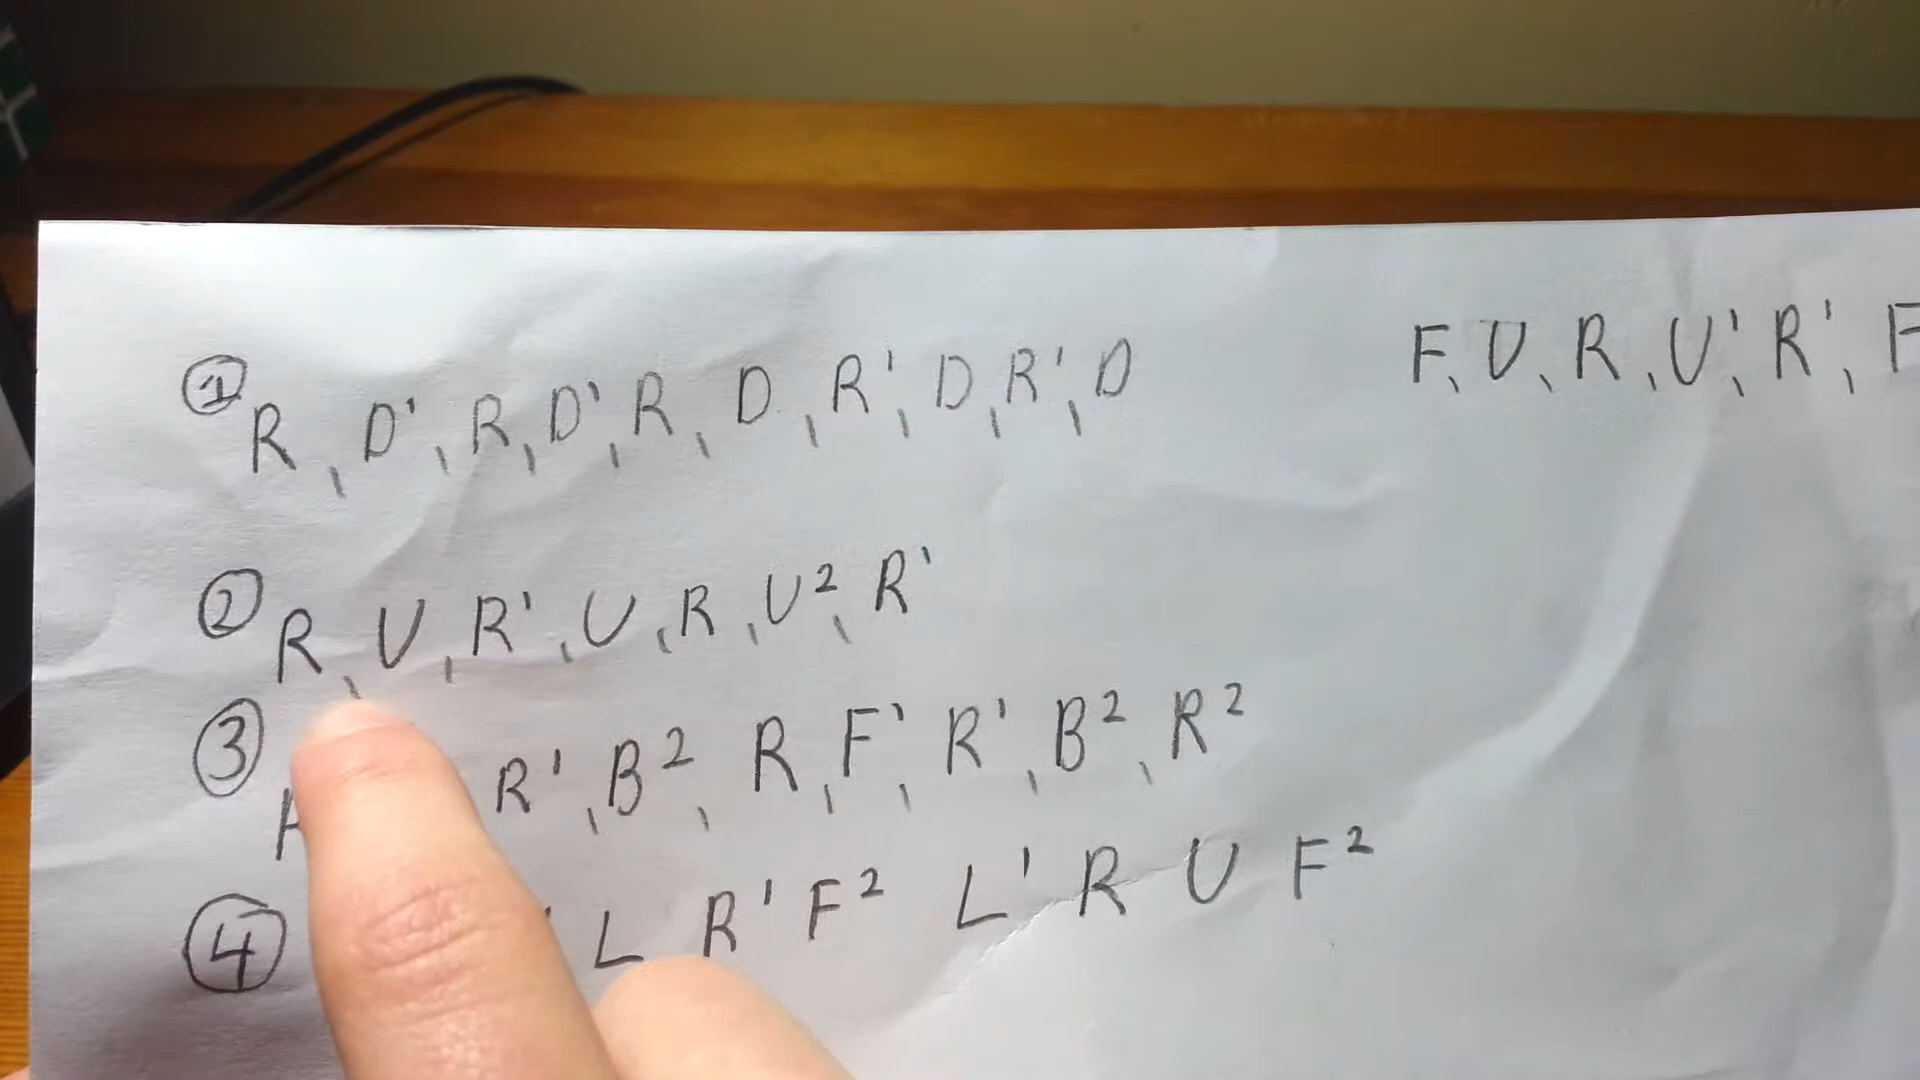 ① R, D', R, D', R, D, R', D, R', D
F, U, R, U', R',
② R, U, R', U, R, U², R'
③ R', B², R, F', R', B², R²
④ L R' F² L' R U F²